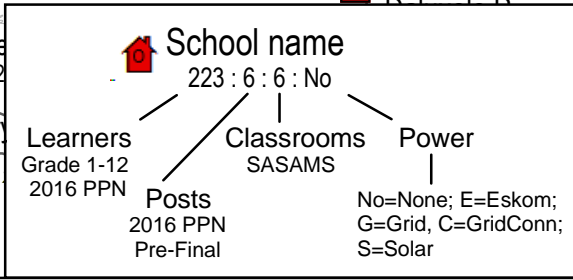 O School name
223 : 6 : 6 : No
Learners
Grade 1-12
2016 PPN
Classrooms
SASAMS
Power
Posts
2016 PPN
Pre-Final
No=None; E=Eskom;
G=Grid, C=GridConn;
S=Solar